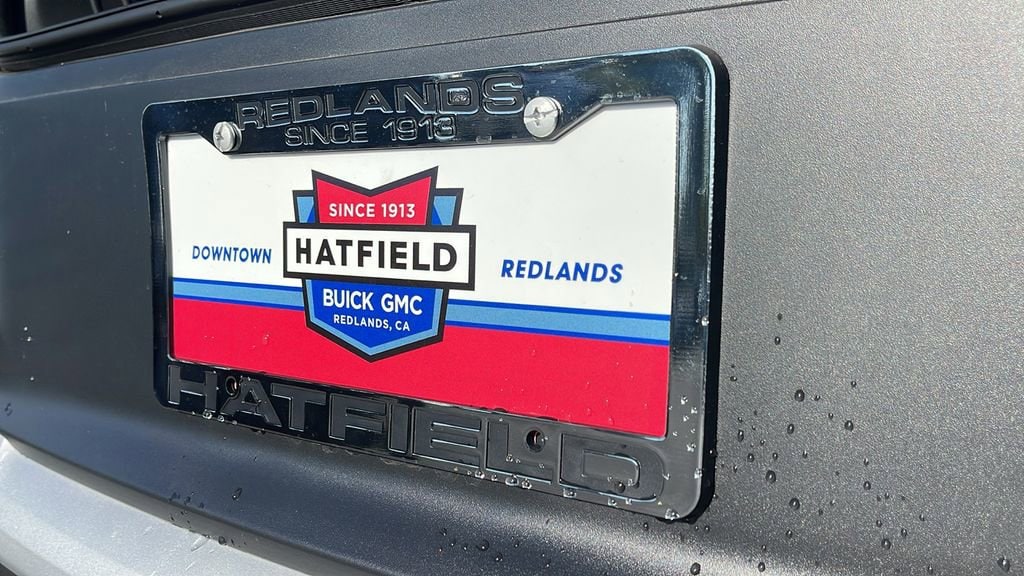 REDLANDS
SINCE 1913
SINCE 1913
DOWNTOWN HATFIELD REDLANDS
BUICK GMC
REDLANDS, CA
HATFIELD